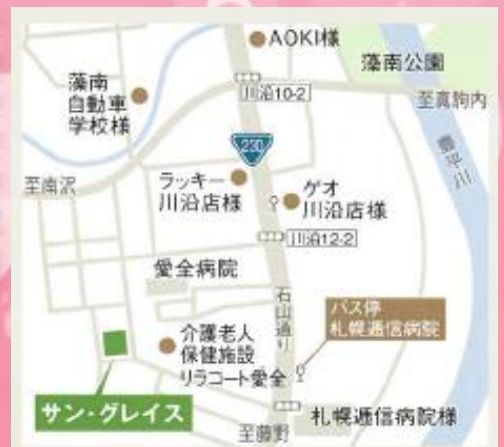 AOKI様
藻南公園
藻南
自動車
学校様
川沿10-2
至真駒内
230
豊平川
至南沢
ラッキー
川沿店様
ゲオ
川沿店様
川沿12-2
愛全病院
石山通り
バス停
札幌逓信病院
介護老人
保健施設
リラコート愛全
サン・グレイス
札幌逓信病院様
至藤野